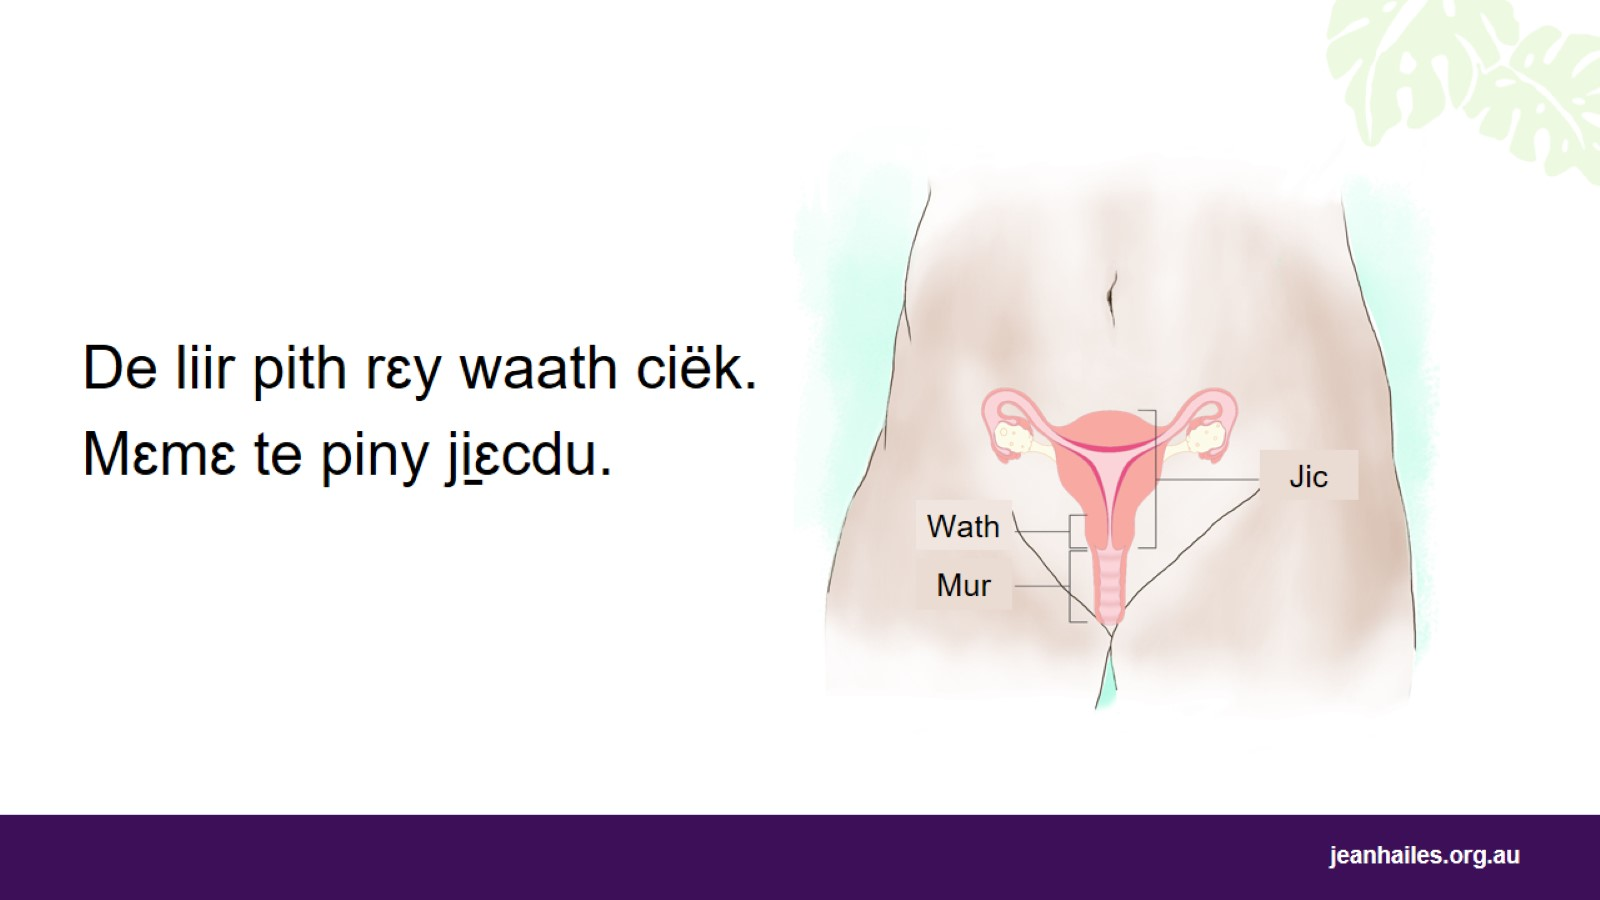 De liir pith rɛy waath ciëk.
Mɛmɛ te piny ji̱ɛcdu.
Jic
Wath
Mur
jeanhailes.org.au